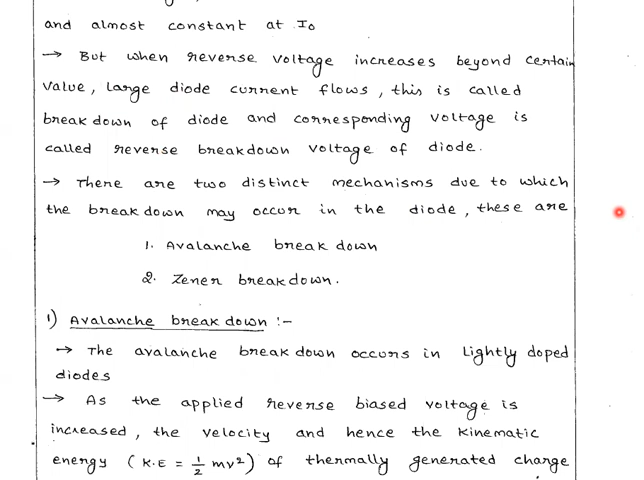 and almost constant at I₀
→ But when reverse voltage increases beyond certain
value, large diode current flows, this is called
break down of diode and corresponding voltage is
called reverse breakdown voltage of diode.
→ There are two distinct mechanisms due to which
the break down may occur in the diode, these are
1. Avalanche break down
2. Zener breakdown.
1) Avalanche break down :-
→ The avalanche break down occurs in lightly doped
diodes
→ As the applied reverse biased voltage is
increased, the velocity and hence the kinematic
energy (K.E = 1/2 mv²) of thermally generated charge